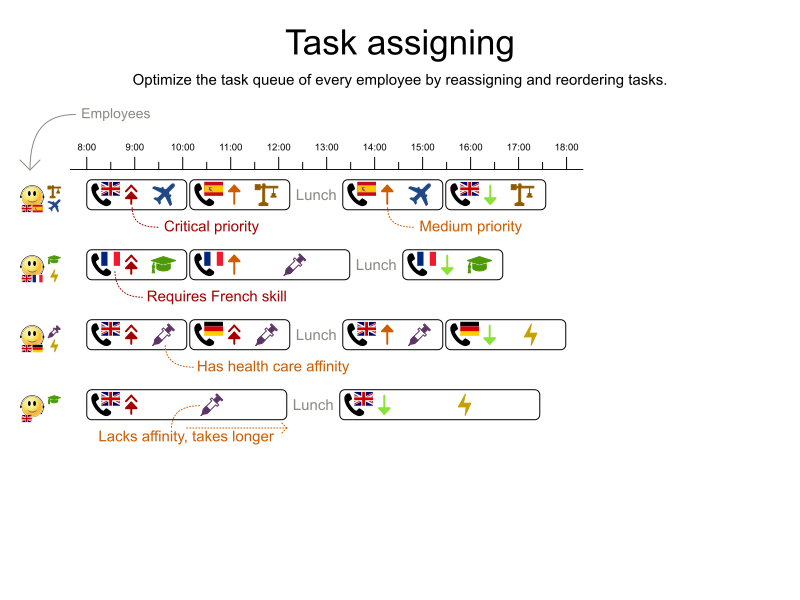 Task assigning
Optimize the task queue of every employee by reassigning and reordering tasks.
Employees
8:00 9:00 10:00 11:00 12:00 13:00 14:00 15:00 16:00 17:00 18:00
Lunch
Critical priority Medium priority
Lunch
Requires French skill
Lunch
Has health care affinity
Lunch
Lacks affinity, takes longer